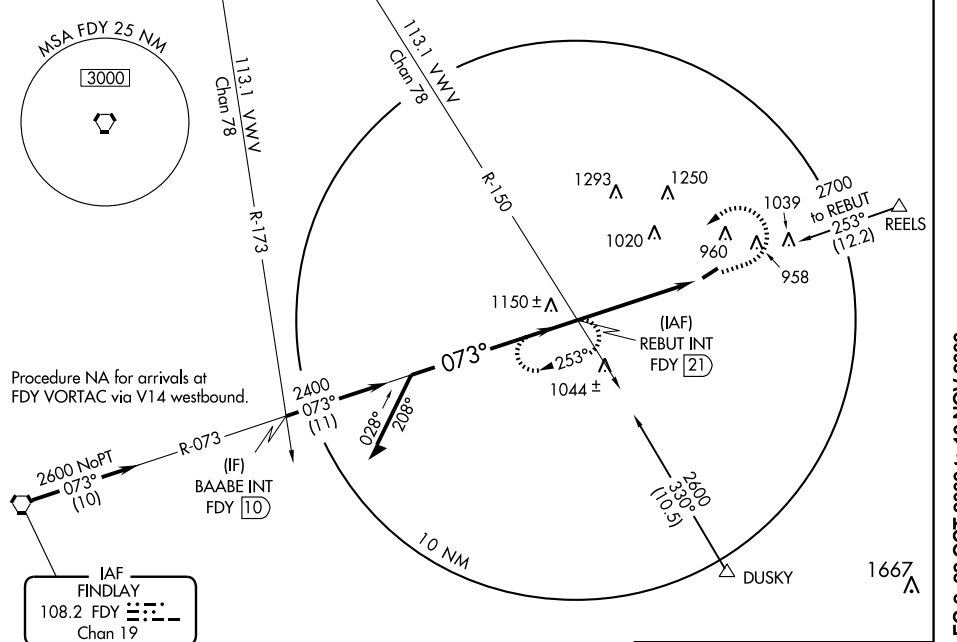 MSA FDY 25 NM
3000
113.1 VWV
Chan 78
R-173
113.1 VWV
Chan 78
R-150
1293
1250
1020
960
1039
958
2700
to REBUT
253°
(12.2)
REELS
1150 ±
(IAF)
REBUT INT
FDY 21
073°
253°
1044 ±
Procedure NA for arrivals at
FDY VORTAC via V14 westbound.
2400
073°
(11)
028°
208°
R-073
2600 NoPT
073°
(10)
(IF)
BAABE INT
FDY 10
2600
330°
(10.5)
10 NM
DUSKY
1667
IAF
FINDLAY
108.2 FDY
Chan 19